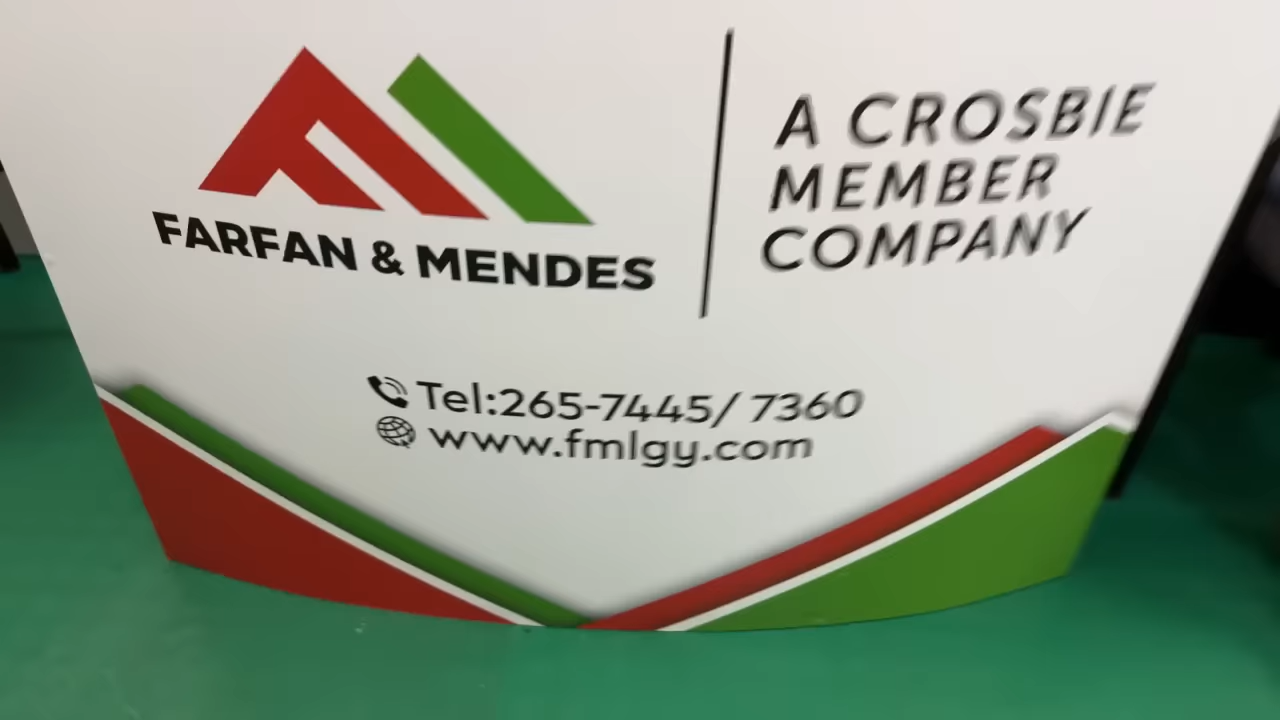 FARFAN & MENDES
A CROSBIE
MEMBER
COMPANY
Tel:265-7445/ 7360
www.fmlgy.com